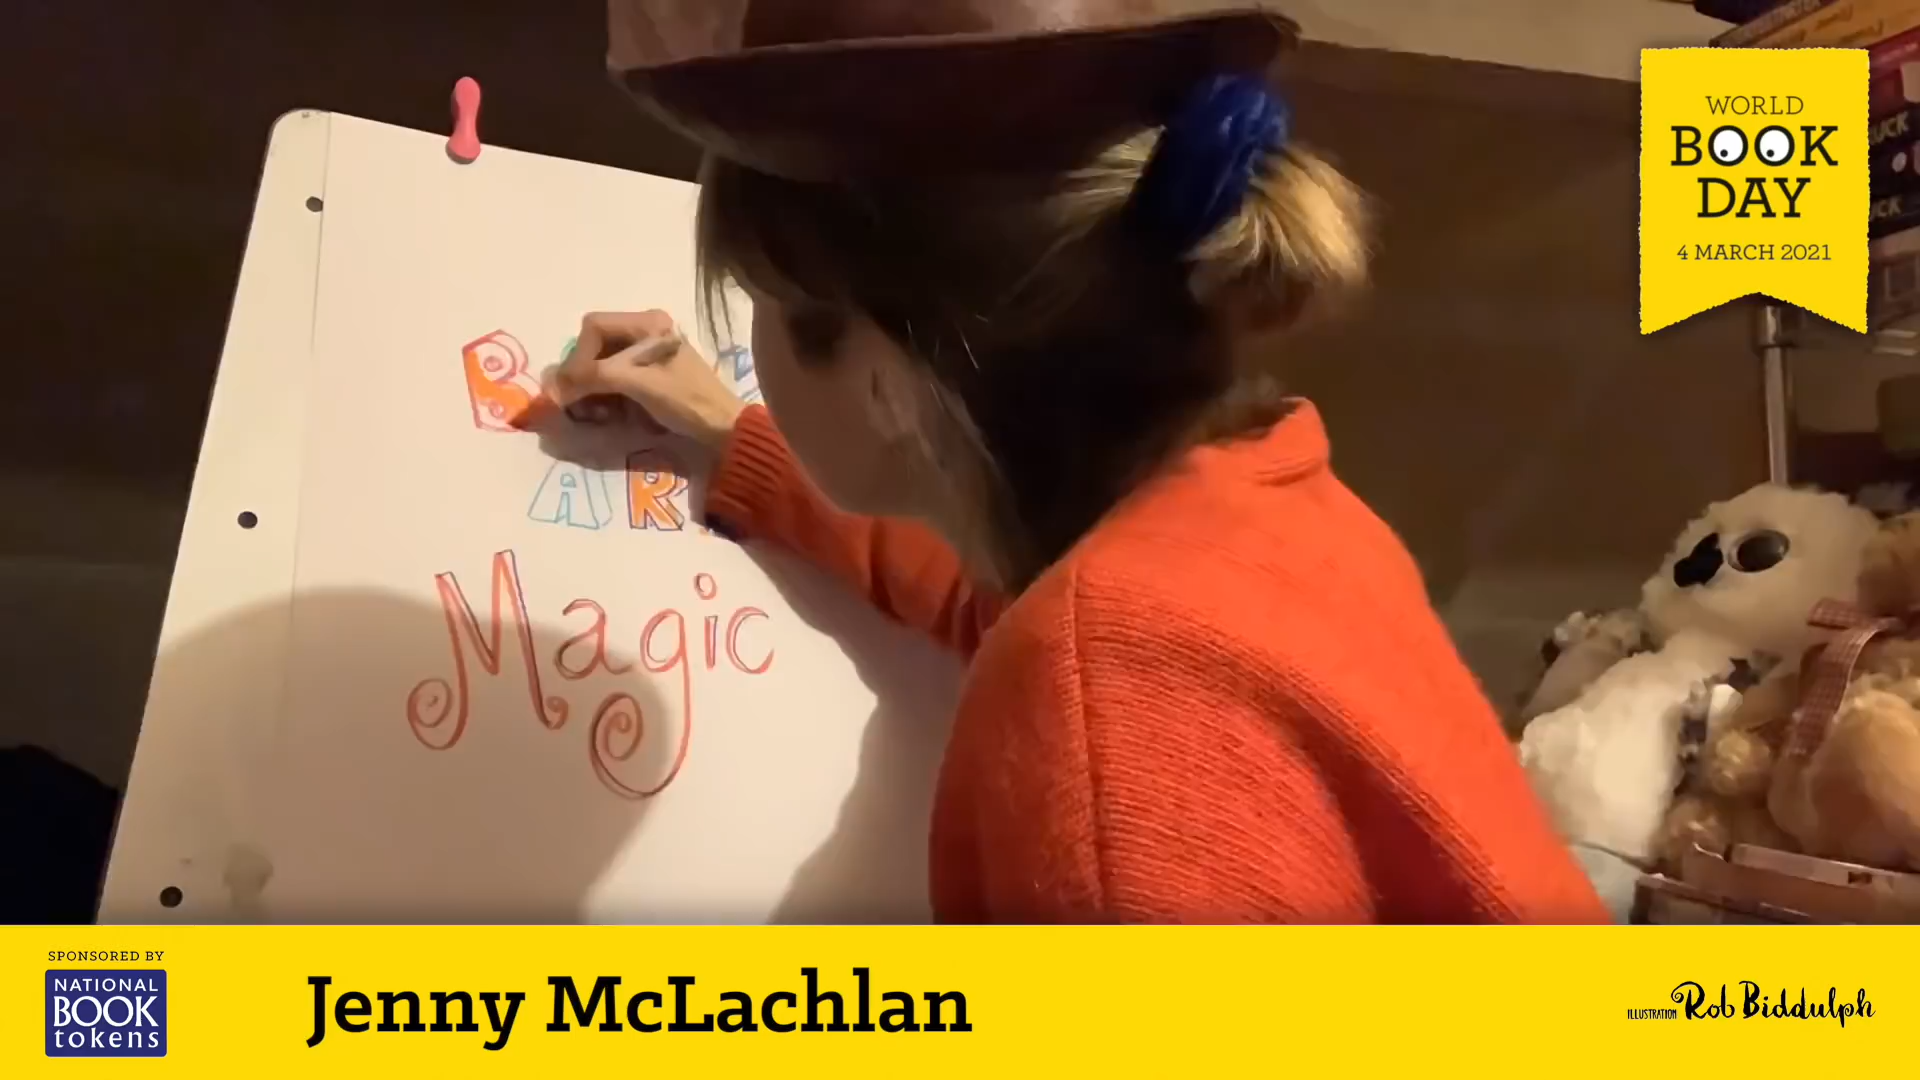 WORLD
BOOK
DAY
4 MARCH 2021
Magic
SPONSORED BY
NATIONAL
BOOK
tokens
Jenny McLachlan
ILLUSTRATION Rob Biddulph